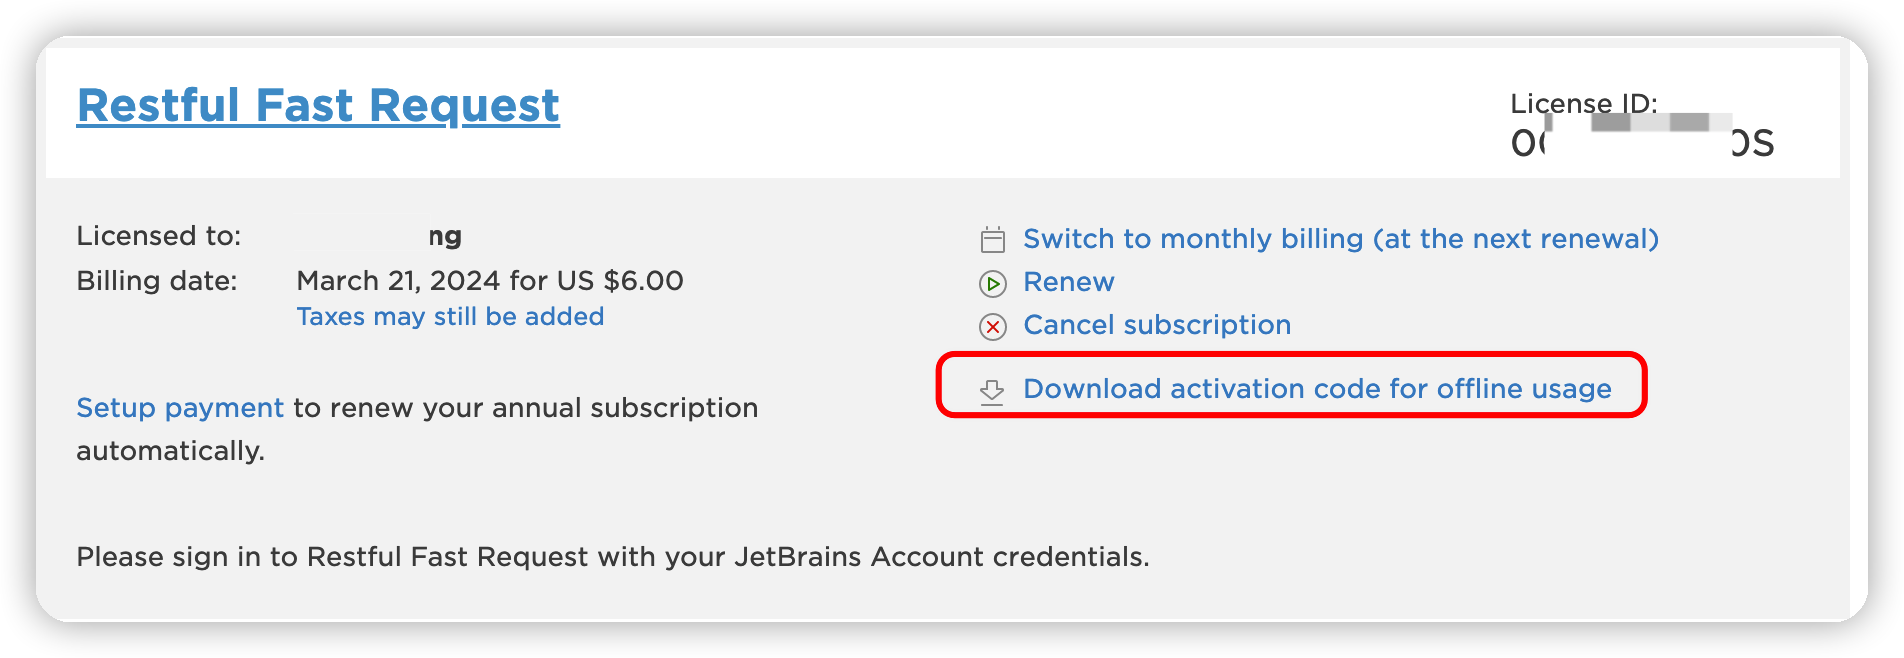 Restful Fast Request
License ID:
Licensed to:
Billing date: March 21, 2024 for US $6.00
Taxes may still be added
Setup payment to renew your annual subscription
automatically.
Switch to monthly billing (at the next renewal)
Renew
Cancel subscription
Download activation code for offline usage
Please sign in to Restful Fast Request with your JetBrains Account credentials.